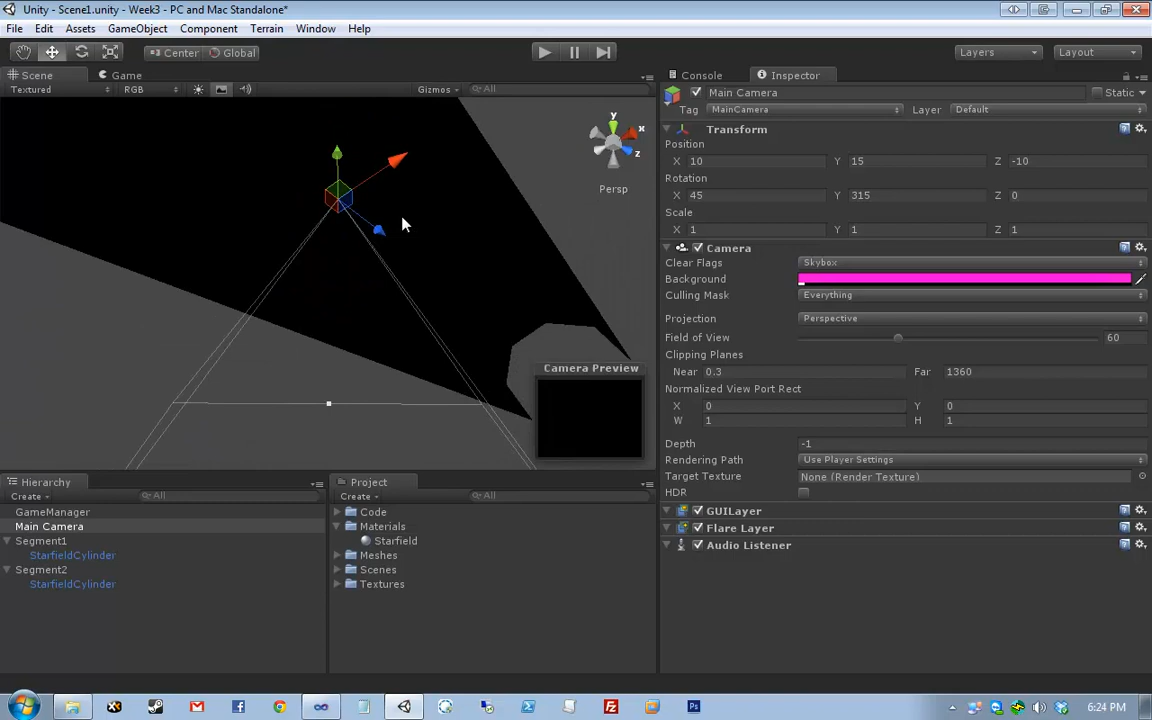 Unity - Scene1.unity - Week3 - PC and Mac Standalone*
File Edit Assets GameObject Component Terrain Window Help
Center Global Layers Layout
Scene Game Console Inspector
Textured RGB Gizmos All
Main Camera Static
Tag MainCamera Layer Default
Transform
Position
X 10 Y 15 Z -10
Rotation
X 45 Y 315 Z 0
Scale
X 1 Y 1 Z 1
y
x
z
Persp
Camera
Clear Flags Skybox
Background
Culling Mask Everything
Projection Perspective
Field of View 60
Clipping Planes
Near 0.3 Far 1360
Normalized View Port Rect
X 0 Y 0
W 1 H 1
Depth -1
Rendering Path Use Player Settings
Target Texture None (Render Texture)
HDR
GUILayer
Flare Layer
Audio Listener
Camera Preview
Hierarchy
Create All
GameManager
Main Camera
Segment1
StarfieldCylinder
Segment2
StarfieldCylinder
Project
Create All
Code
Materials
Starfield
Meshes
Scenes
Textures
6:24 PM